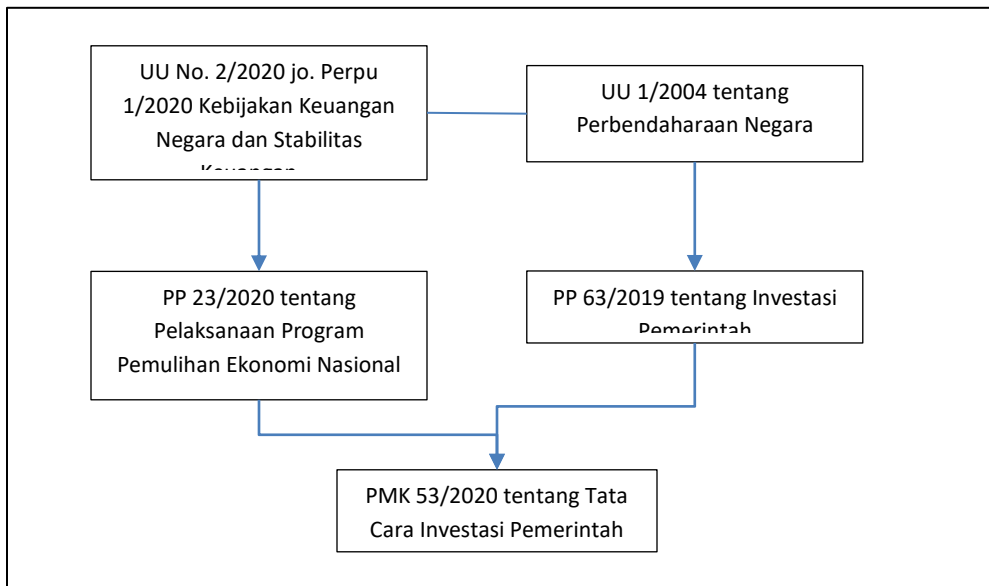 UU No. 2/2020 jo. Perpu
1/2020 Kebijakan Keuangan
Negara dan Stabilitas
UU 1/2004 tentang
Perbendaharaan Negara
PP 23/2020 tentang
Pelaksanaan Program
Pemulihan Ekonomi Nasional
PP 63/2019 tentang Investasi
Pemerintah
PMK 53/2020 tentang Tata
Cara Investasi Pemerintah